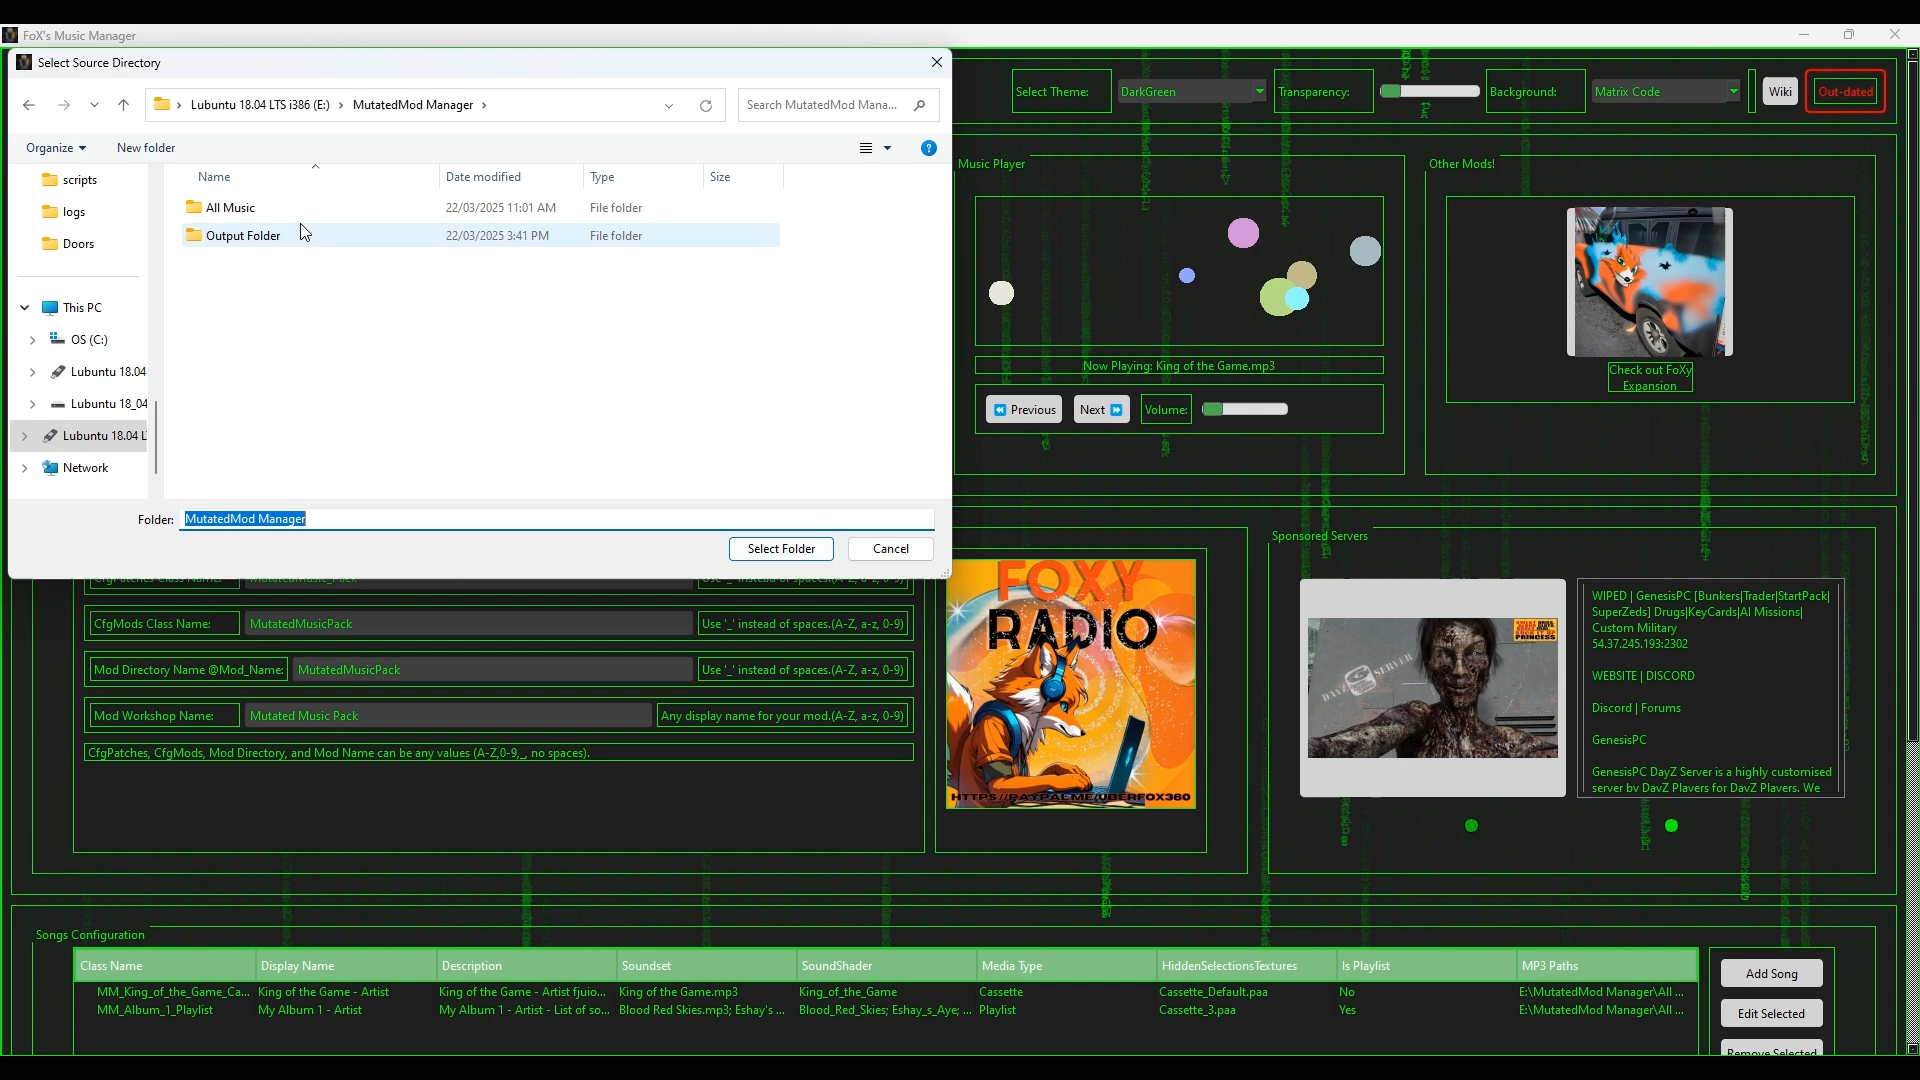 FoX's Music Manager
Select Source Directory
Lubuntu 18.04 LTS i386 (E:) > MutatedMod Manager >
Search MutatedMod Mana...
Organize
New folder
scripts
logs
Doors
This PC
OS (C:)
Lubuntu 18.04
Lubuntu 18_04
Lubuntu 18.04 L
Network
Name
Date modified
Type
Size
All Music
22/03/2025 11:01 AM
File folder
Output Folder
22/03/2025 3:41 PM
File folder
Folder:
MutatedMod Manager
Select Folder
Cancel
Select Theme:
DarkGreen
Transparency:
Background:
Matrix Code
Wiki
Out-dated
Music Player
Now Playing: King of the Game.mp3
Previous
Next
Volume:
Other Mods!
Check out FoXy
Expansion
CfgPatches Class Name:
MutatedMusic_Pack
Use '_' instead of spaces.(A-Z, a-z, 0-9)
CfgMods Class Name:
MutatedMusicPack
Use '_' instead of spaces.(A-Z, a-z, 0-9)
Mod Directory Name @Mod_Name:
MutatedMusicPack
Use '_' instead of spaces.(A-Z, a-z, 0-9)
Mod Workshop Name:
Mutated Music Pack
Any display name for your mod.(A-Z, a-z, 0-9)
CfgPatches, CfgMods, Mod Directory, and Mod Name can be any values (A-Z,0-9,_, no spaces).
FOXY
RADIO
HTTPS://PAYPAL.ME/UBERFOX360
Sponsored Servers
DAYZ SERVER
WIPED | GenesisPC [Bunkers|Trader|StartPack|
SuperZeds] Drugs|KeyCards|AI Missions|
Custom Military
54.37.245.193:2302
WEBSITE | DISCORD
Discord | Forums
GenesisPC
GenesisPC DayZ Server is a highly customised
server by DayZ Players for DayZ Players. We
Songs Configuration
Class Name
Display Name
Description
Soundset
SoundShader
Media Type
HiddenSelectionsTextures
Is Playlist
MP3 Paths
MM_King_of_the_Game_Ca...
King of the Game - Artist
King of the Game - Artist fjuio...
King of the Game.mp3
King_of_the_Game
Cassette
Cassette_Default.paa
No
E:\MutatedMod Manager\All ...
MM_Album_1_Playlist
My Album 1 - Artist
My Album 1 - Artist - List of so...
Blood Red Skies.mp3; Eshay's ...
Blood_Red_Skies; Eshay_s_Aye; ...
Playlist
Cassette_3.paa
Yes
E:\MutatedMod Manager\All ...
Add Song
Edit Selected
Remove Selected